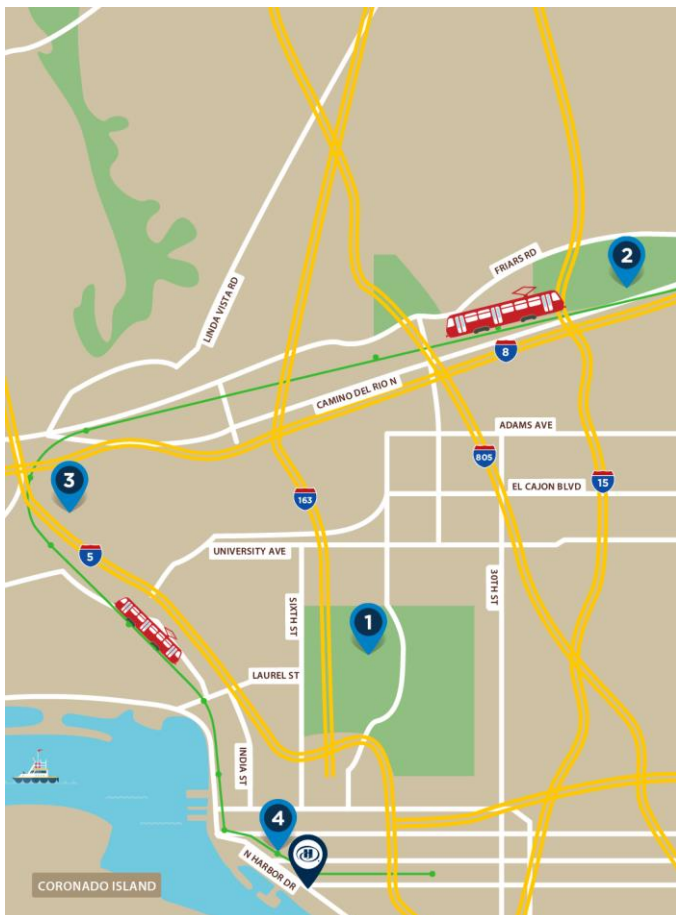 2
FRIARS RD
LINDA VISTA RD
8
CAMINO DEL RIO N
ADAMS AVE
805
3
15
EL CAJON BLVD
163
5
UNIVERSITY AVE
30TH ST
SIXTH ST
1
LAUREL ST
INDIA ST
4
N HARBOR DR
CORONADO ISLAND